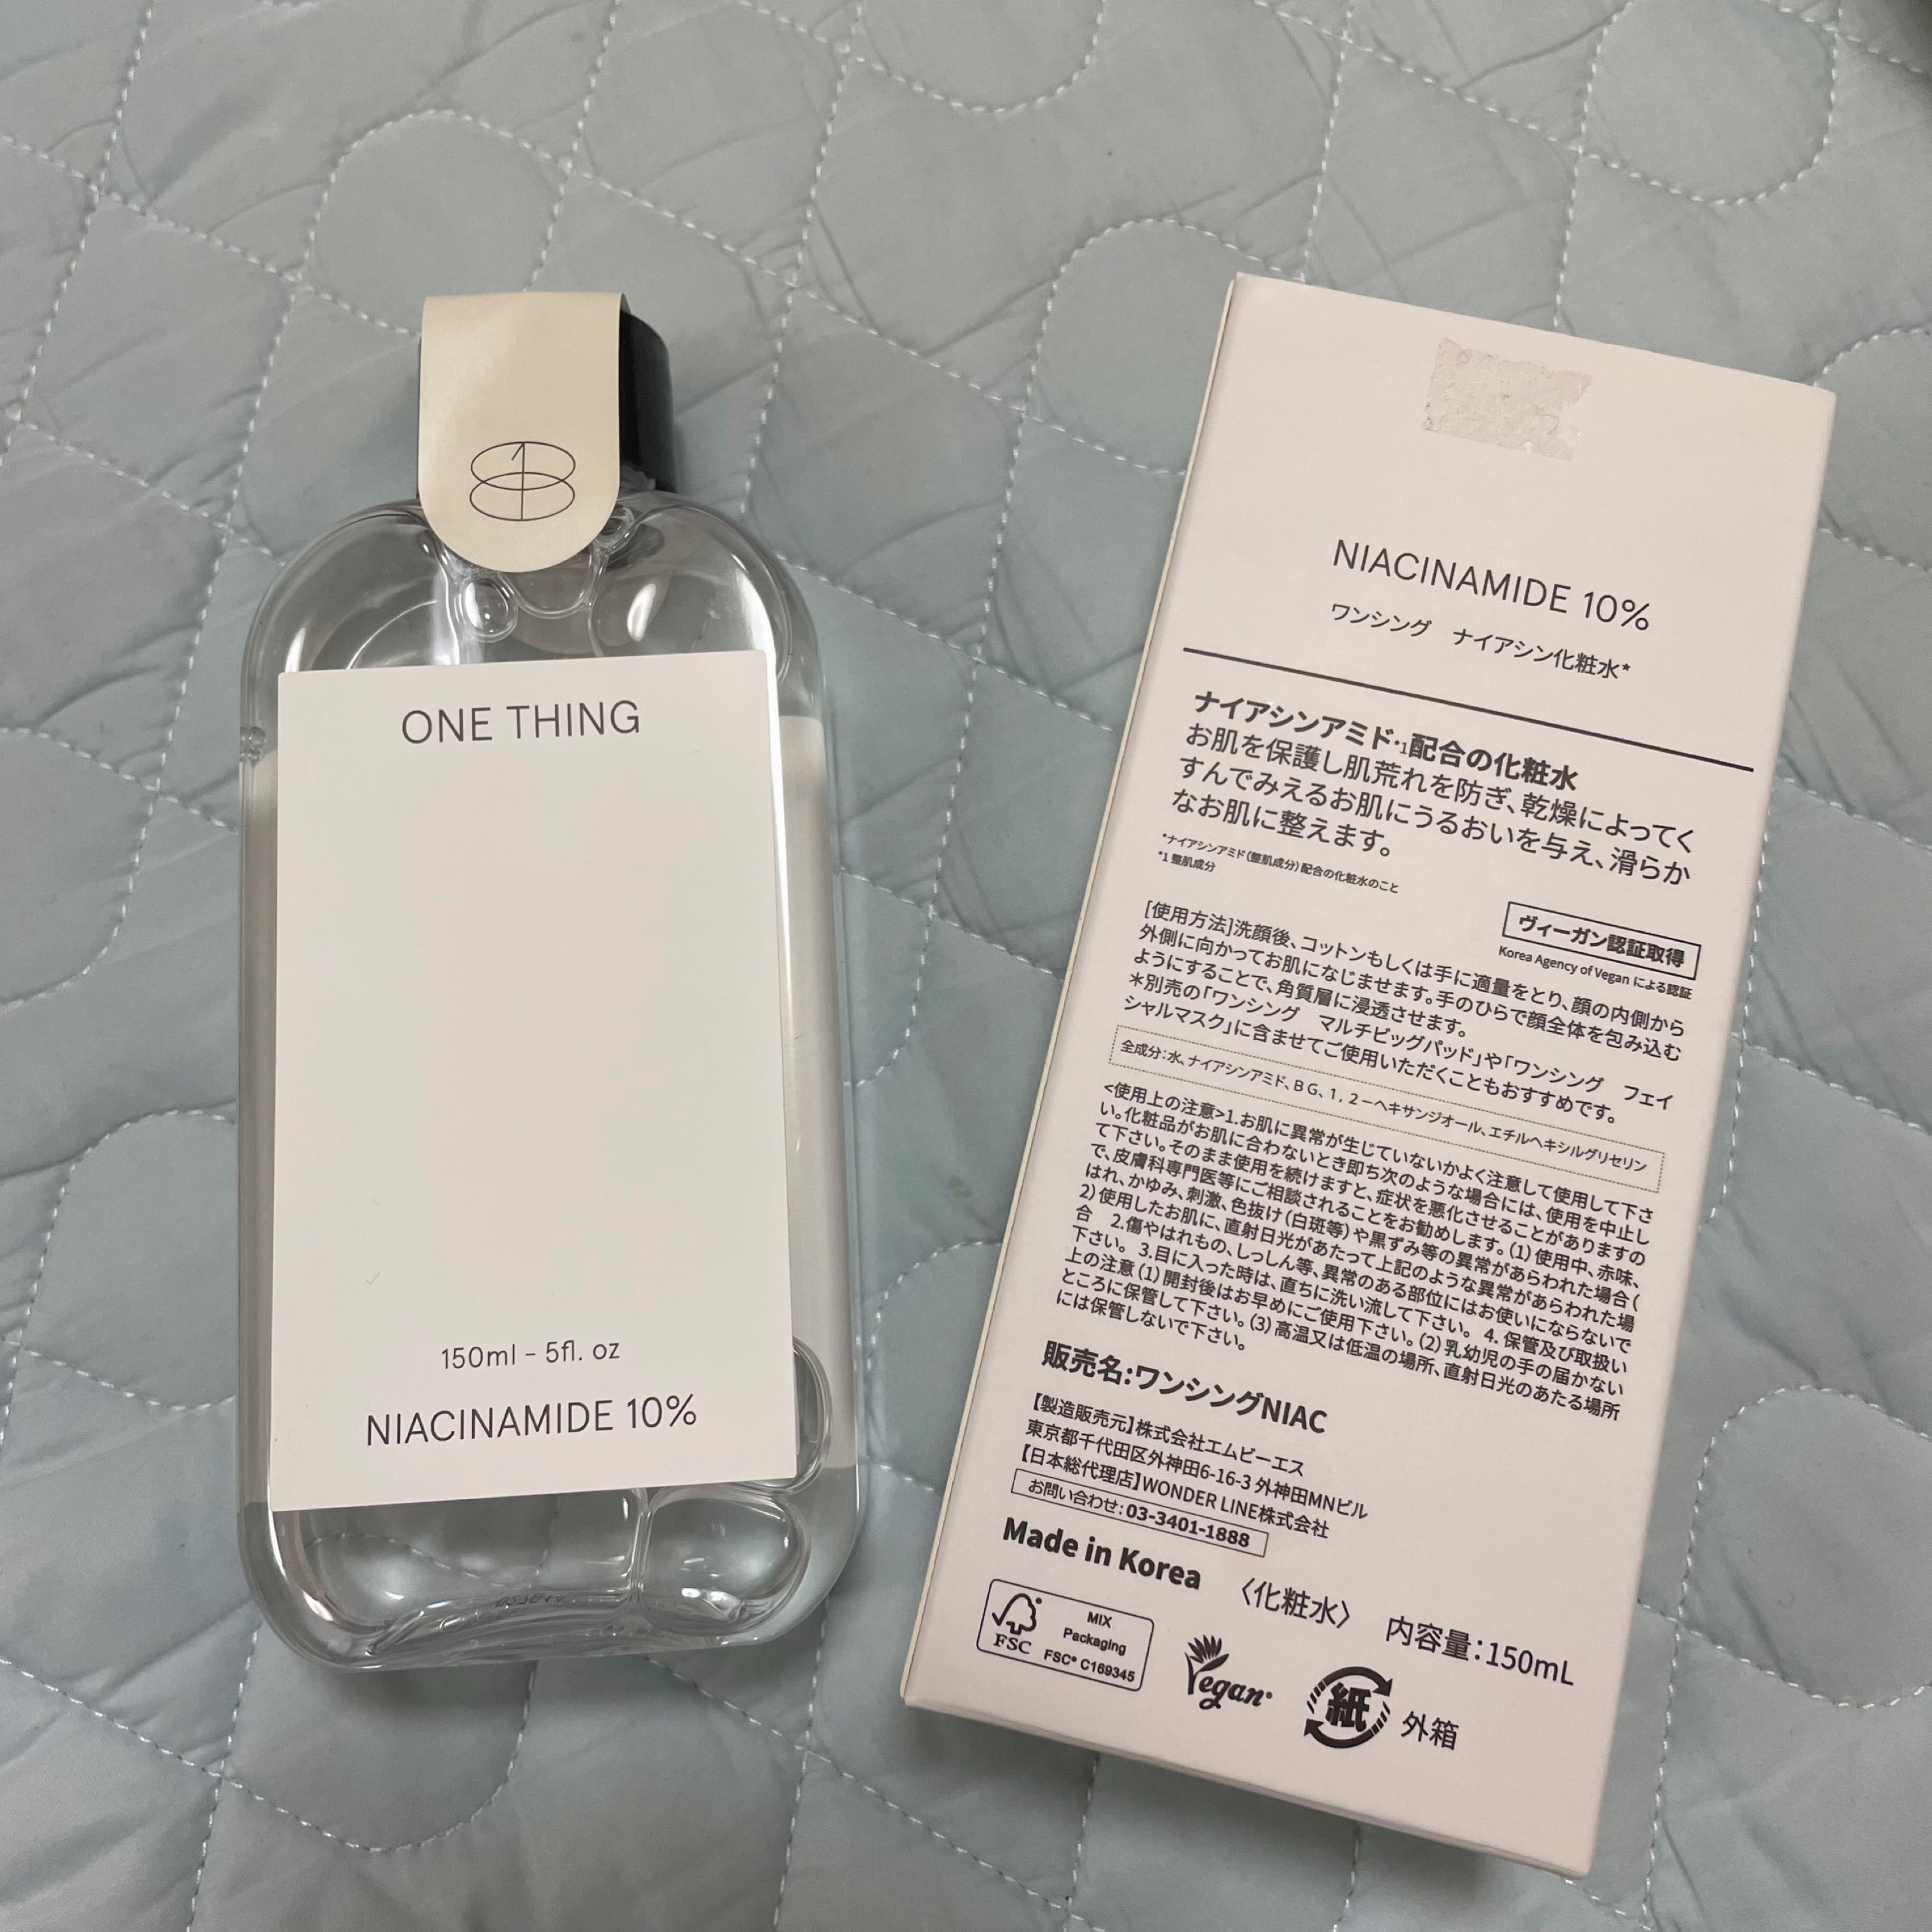 ONE THING
150ml - 5fl. oz
NIACINAMIDE 10%
NIACINAMIDE 10%
ワンシング　ナイアシン化粧水*
ナイアシンアミド*1配合の化粧水
お肌を保護し肌荒れを防ぎ、乾燥によってく
すんでみえるお肌にうるおいを与え、滑らか
なお肌に整えます。
*ナイアシンアミド(整肌成分)配合の化粧水のこと
*1 整肌成分
ヴィーガン認証取得
Korea Agency of Vegan による認証
[使用方法]洗顔後、コットンもしくは手に適量をとり、顔の内側から
外側に向かってお肌になじませます。手のひらで顔全体を包み込む
ようにすることで、角質層に浸透させます。
＊別売の「ワンシング　マルチビッグパッド」や「ワンシング　フェイ
シャルマスク」に含ませてご使用いただくこともおすすめです。
全成分：水、ナイアシンアミド、ＢＧ、１，２－ヘキサンジオール、エチルヘキシルグリセリン
<使用上の注意>1.お肌に異常が生じていないかよく注意して使用して下さ
い。化粧品がお肌に合わないとき即ち次のような場合には、使用を中止し
て下さい。そのまま使用を続けますと、症状を悪化させることがありますの
で、皮膚科専門医等にご相談されることをお勧めします。(1)使用中、赤味、
はれ、かゆみ、刺激、色抜け(白斑等)や黒ずみ等の異常があらわれた場合(
2)使用したお肌に、直射日光があたって上記のような異常があらわれた場
合　2.傷やはれもの、しっしん等、異常のある部位にはお使いにならないで
下さい。 3.目に入った時は、直ちに洗い流して下さい。 4. 保管及び取扱い
上の注意(1)開封後はお早めにご使用下さい。(2)乳幼児の手の届かない
ところに保管して下さい。(3)高温又は低温の場所、直射日光のあたる場所
には保管しないで下さい。
販売名:ワンシングNIAC
【製造販売元】株式会社エムビーエス
東京都千代田区外神田6-16-3 外神田MNビル
【日本総代理店】WONDER LINE株式会社
お問い合わせ：03-3401-1888
Made in Korea　〈化粧水〉　内容量：150mL
FSC
MIX
Packaging
FSC® C169345
Vegan
紙 外箱